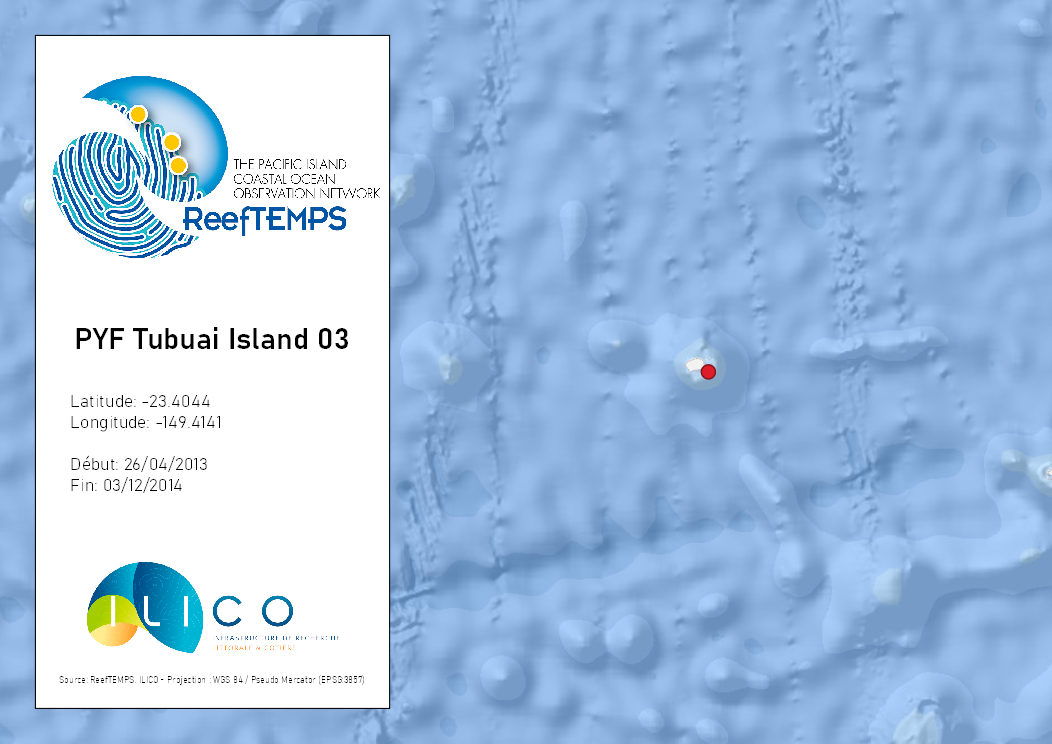 THE PACIFIC ISLAND
COASTAL OCEAN
OBSERVATION NETWORK
ReefTEMPS
PYF Tubuai Island 03
Latitude: -23.4044
Longitude: -149.4141
Début: 26/04/2013
Fin: 03/12/2014
ILICO
INFRASTRUCTURE DE RECHERCHE
LITTORALE & CÔTIÈRE
Source: ReefTEMPS, ILICO - Projection : WGS 84 / Pseudo Mercator (EPSG:3857)